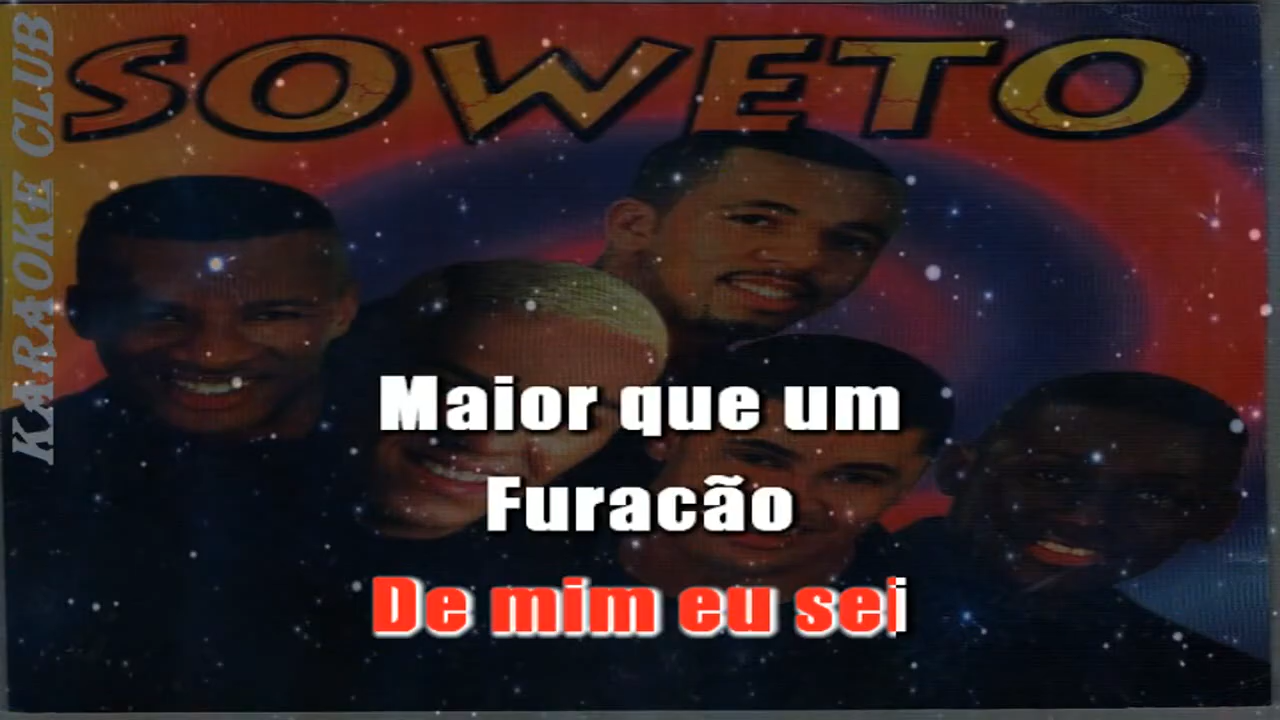 SOWETO
KARAOKE CLUB
Maior que um
Furacão
De mim eu sei